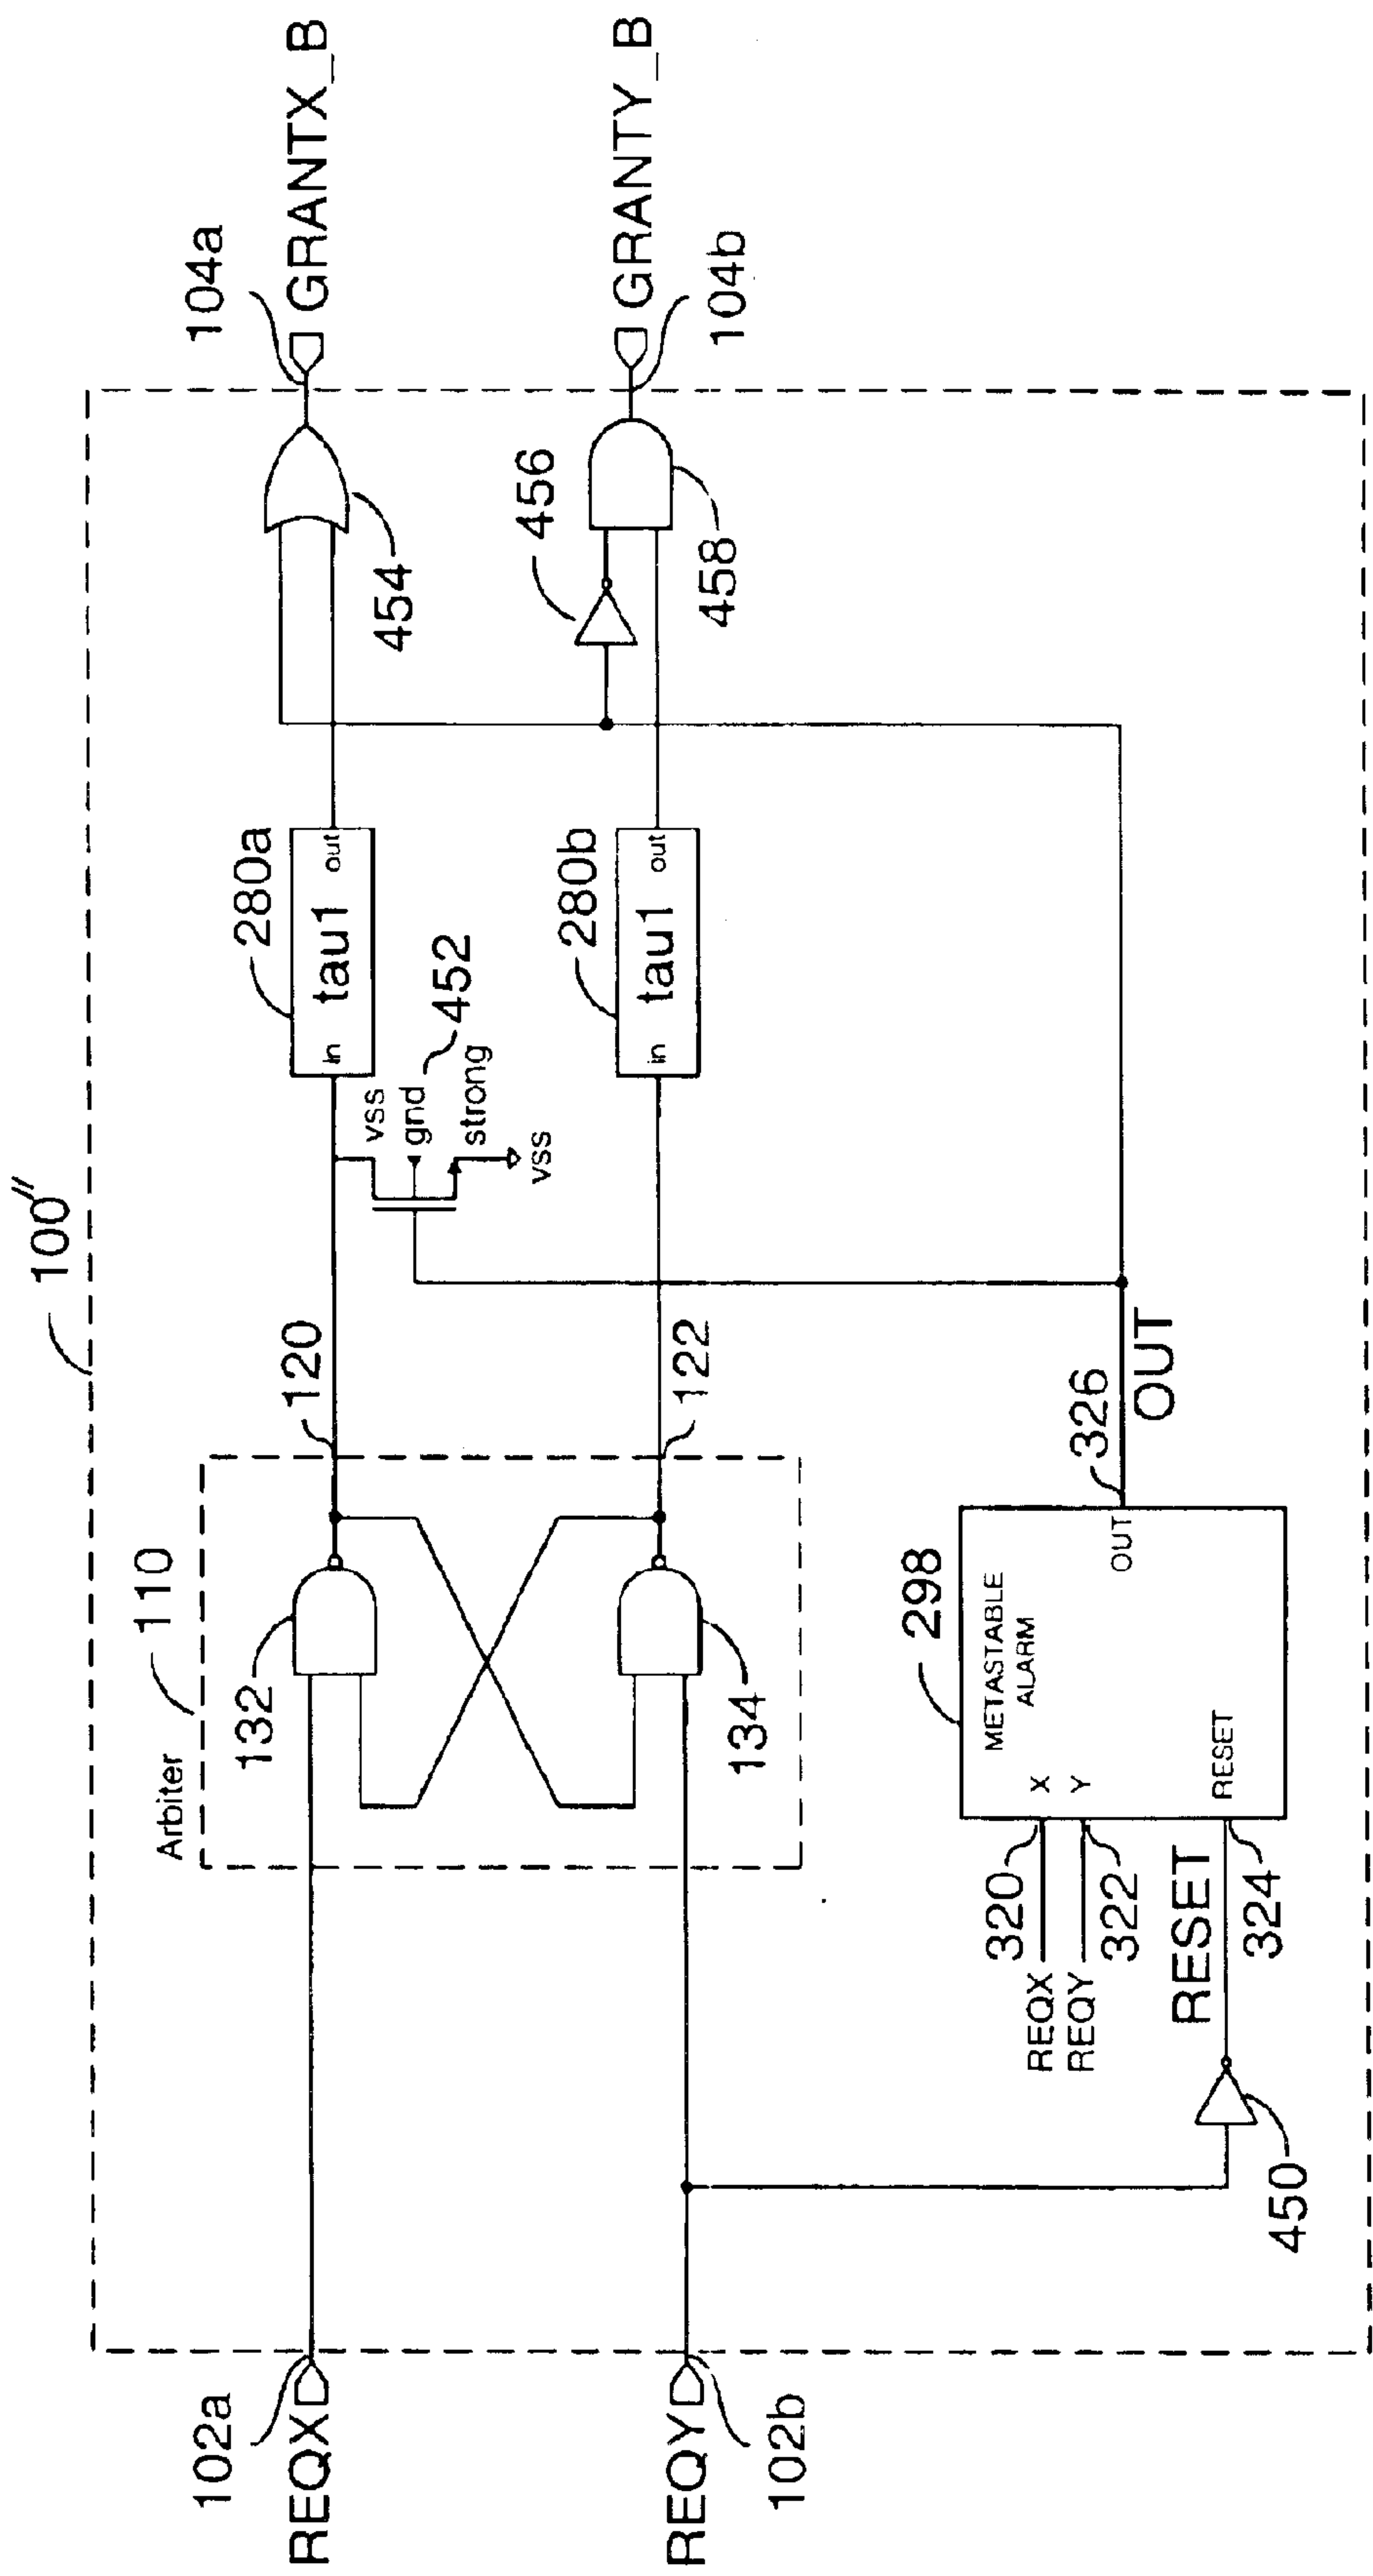 100"
Arbiter
110
102a
REQX
132
120
280a
in
tau1
out
vss
gnd
strong
vss
452
454
104a
GRANTX_B
REQY
102b
134
122
280b
in
tau1
out
456
458
104b
GRANTY_B
REQX
320
REQY
322
RESET
324
450
298
METASTABLE
ALARM
X
Y
RESET
OUT
326
OUT